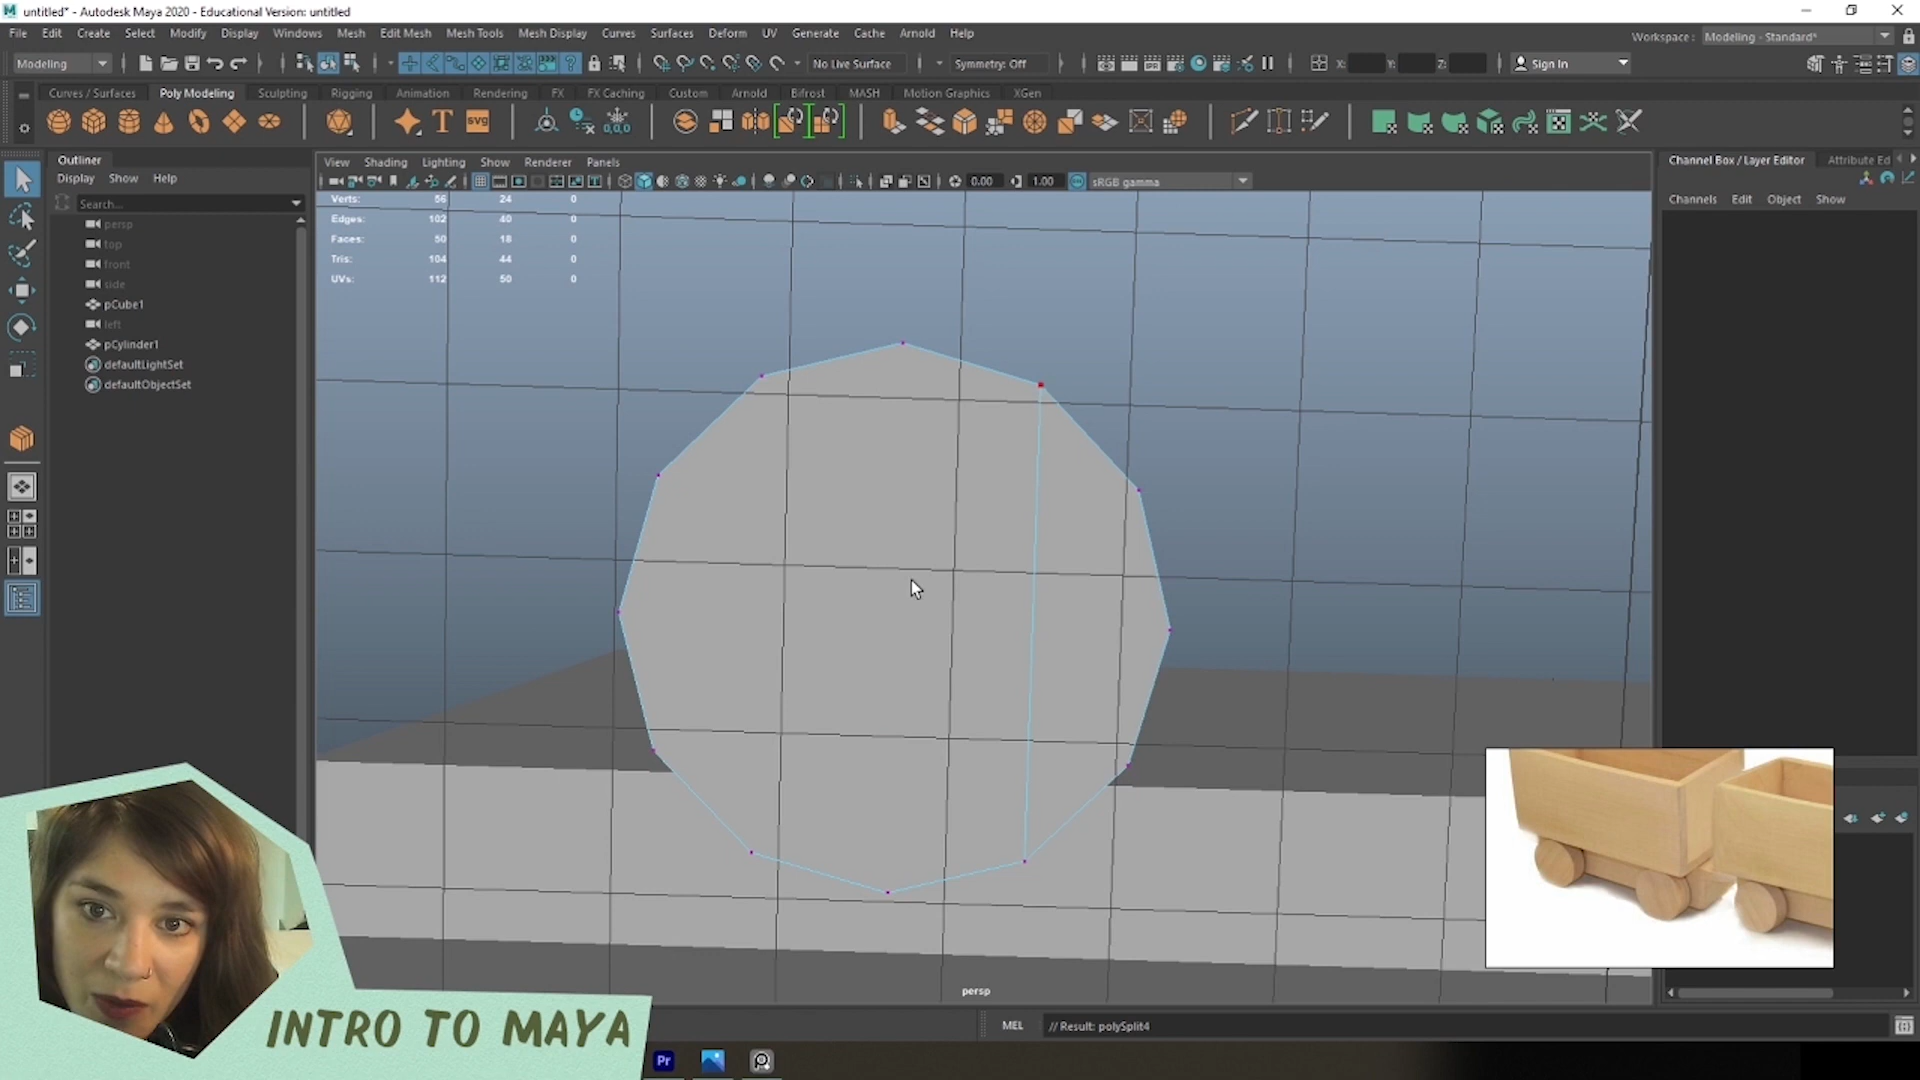 untitled* - Autodesk Maya 2020 - Educational Version: untitled
File Edit Create Select Modify Display Windows Mesh Edit Mesh Mesh Tools Mesh Display Curves Surfaces Deform UV Generate Cache Arnold Help
Workspace : Modeling - Standard*
Modeling No Live Surface Symmetry: Off X: Y: Z: Sign In
Curves / Surfaces Poly Modeling Sculpting Rigging Animation Rendering FX FX Caching Custom Arnold Bifrost MASH Motion Graphics XGen
T SVG 0,0,0
Outliner
View Shading Lighting Show Renderer Panels
Channel Box / Layer Editor Attribute Ed
Display Show Help
0.00 1.00 sRGB gamma
Channels Edit Object Show
Search...
Verts: 56 24 0
Edges: 102 40 0
Faces: 50 18 0
Tris: 104 44 0
UVs: 112 50 0
persp
top
front
side
pCube1
left
pCylinder1
defaultLightSet
defaultObjectSet
persp
MEL // Result: polySplit4
INTRO TO MAYA
Pr